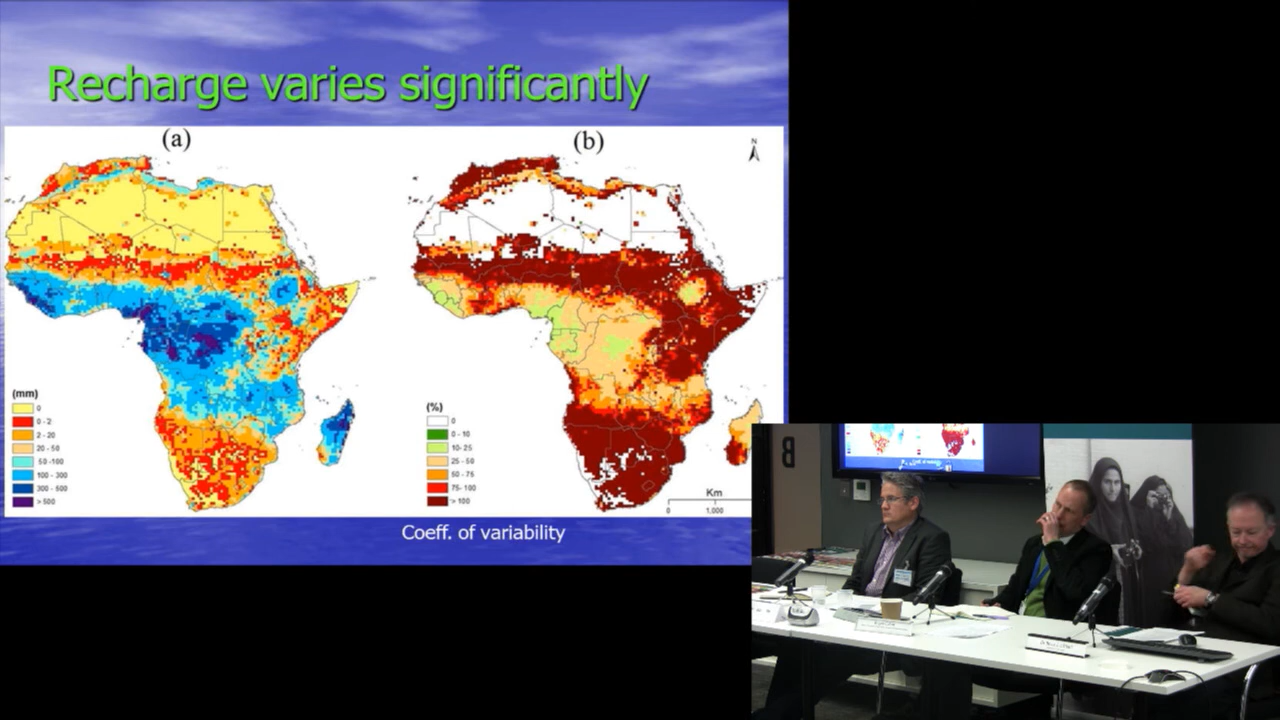 Recharge varies significantly
(a)
(b)
N
(mm)
0
0 - 2
2 - 20
20 - 50
50 -100
100 - 300
300 - 600
> 500
(%)
0
0 - 10
10- 25
25 - 50
50 - 75
75- 100
> 100
Km
0 1,000
Coeff. of variability
B